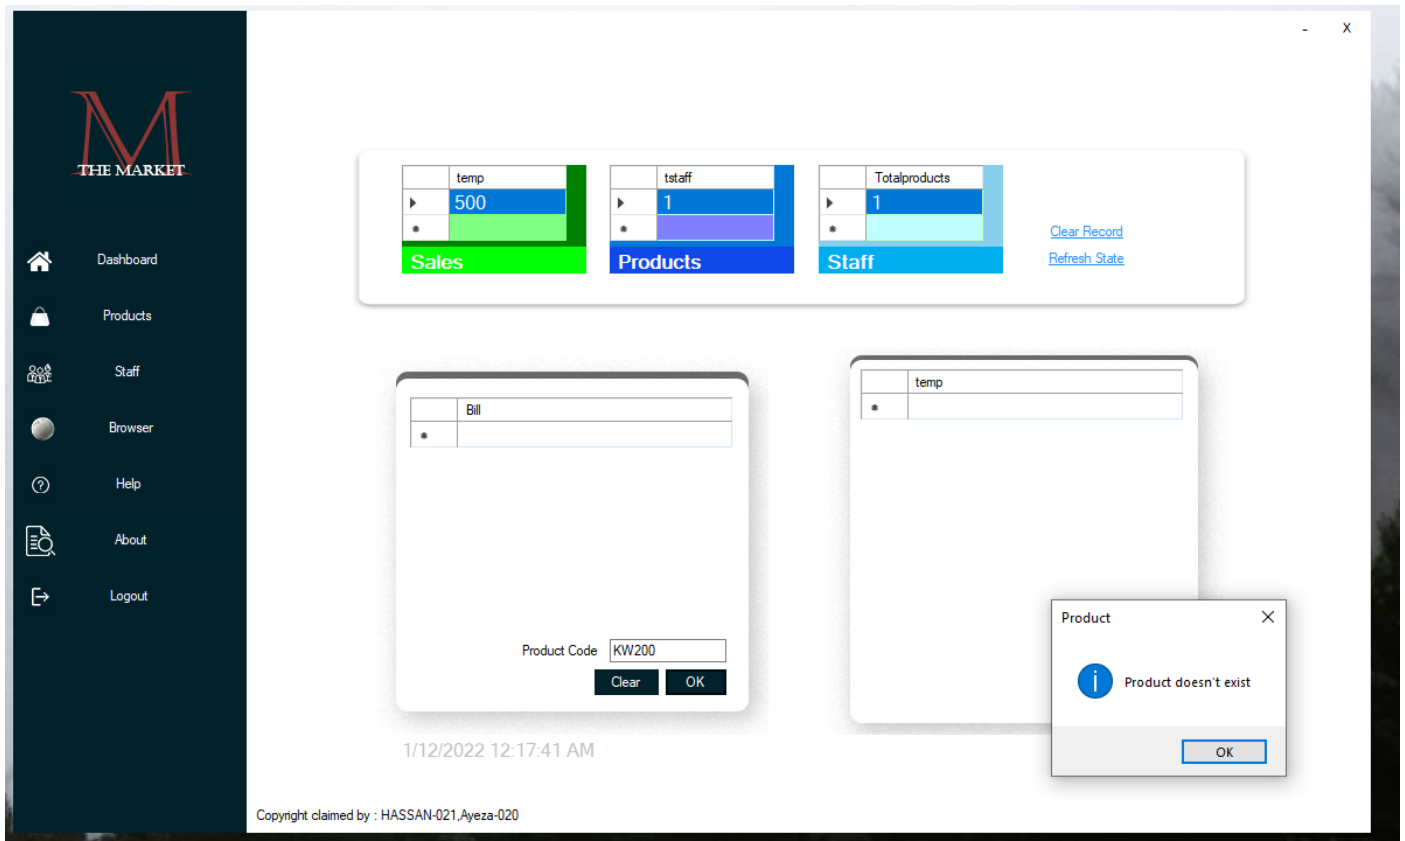 - X
M
THE MARKET
Dashboard
Products
Staff
Browser
Help
About
Logout
temp
500
Sales
tstaff
1
Products
Totalproducts
1
Staff
Clear Record
Refresh State
Bill
Product Code KW200
Clear OK
temp
Product
Product doesn't exist
OK
1/12/2022 12:17:41 AM
Copyright claimed by : HASSAN-021,Ayeza-020